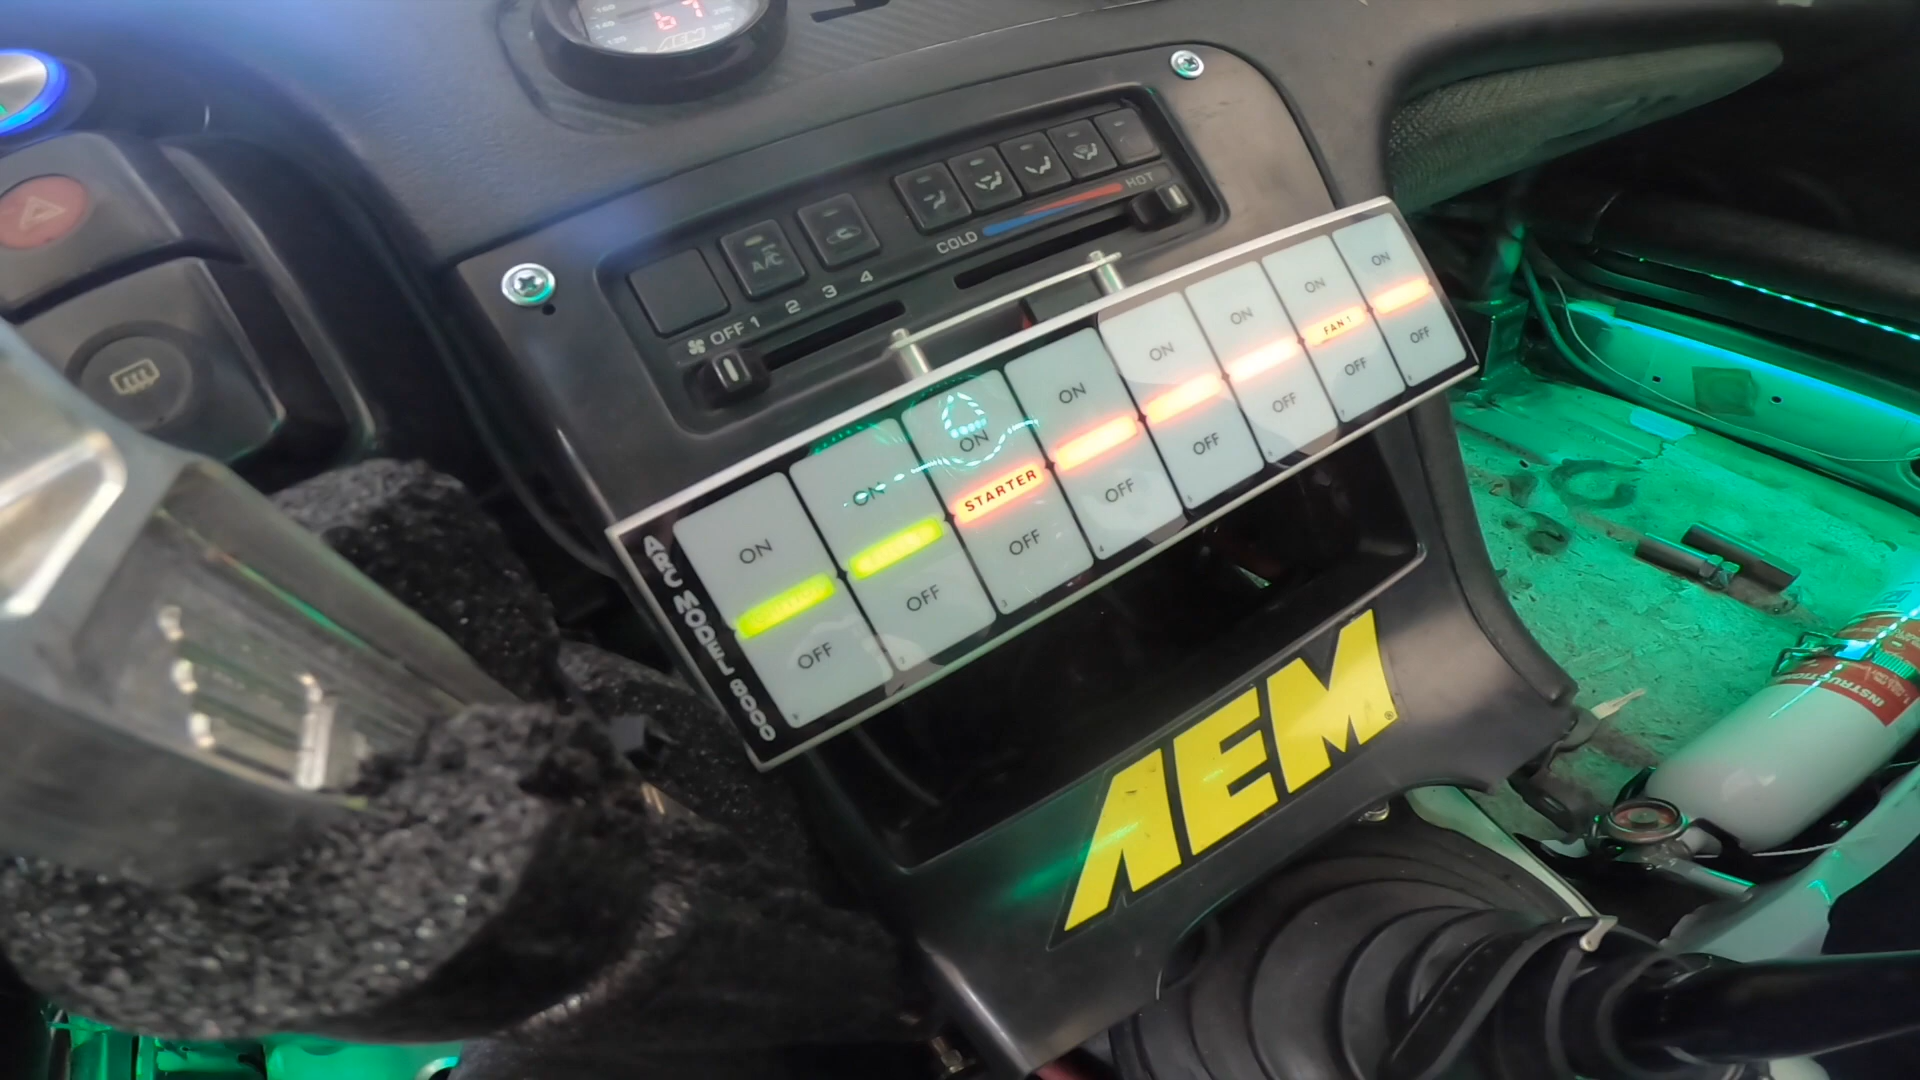 AEM
HOT
COLD
A/C
OFF 1 2 3 4
ON
ON
ON
ON
ON
ON
ON
ON
STARTER
FAN 1
OFF
OFF
OFF
OFF
OFF
OFF
OFF
OFF
ARC MODEL 8000
AEM
INSTRUCTIONS